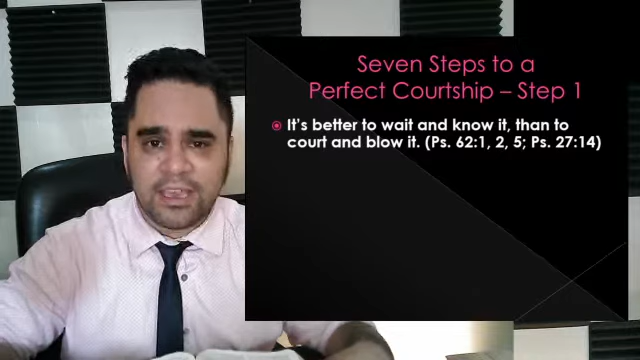 Seven Steps to a
Perfect Courtship – Step 1
It's better to wait and know it, than to
court and blow it. (Ps. 62:1, 2, 5; Ps. 27:14)